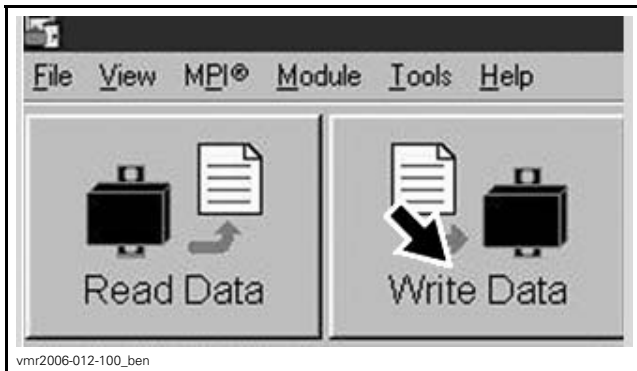 File View MPI® Module Tools Help
Read Data Write Data
vmr2006-012-100_ben